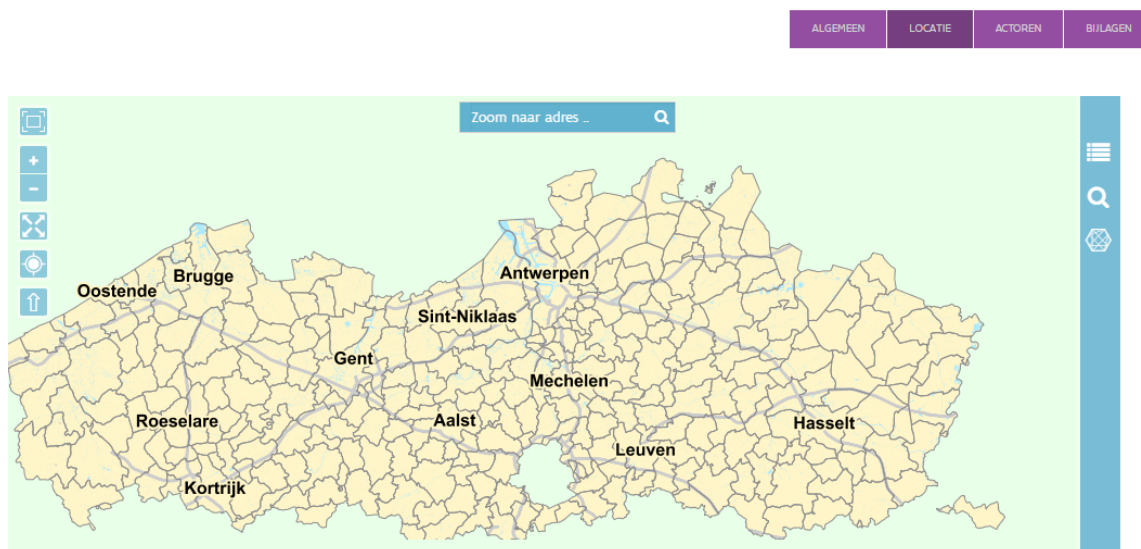 ALGEMEEN LOCATIE ACTOREN BIJLAGEN
Zoom naar adres ...
Antwerpen
Brugge
Oostende
Sint-Niklaas
Gent
Mechelen
Roeselare
Aalst
Hasselt
Leuven
Kortrijk